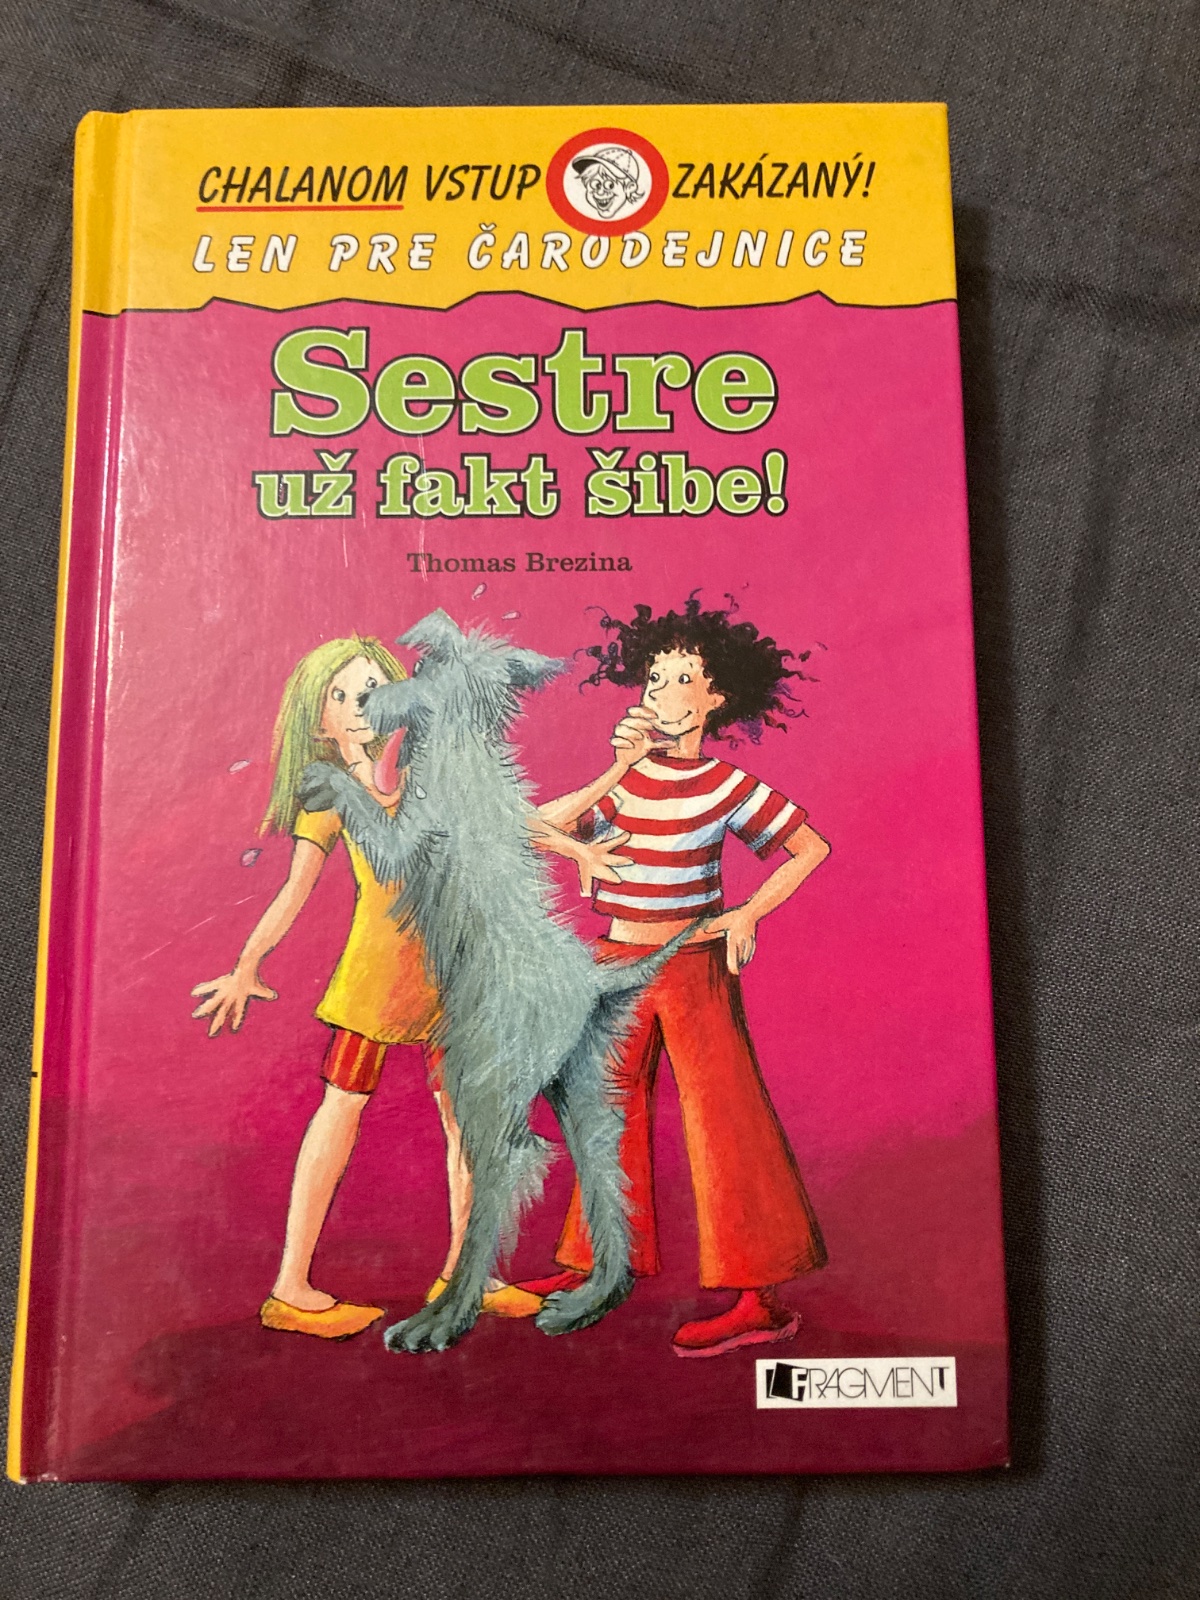 CHALANOM VSTUP ZAKÁZANÝ!
LEN PRE ČARODEJNICE
Sestre
už fakt šibe!
Thomas Brezina
FRAGMENT